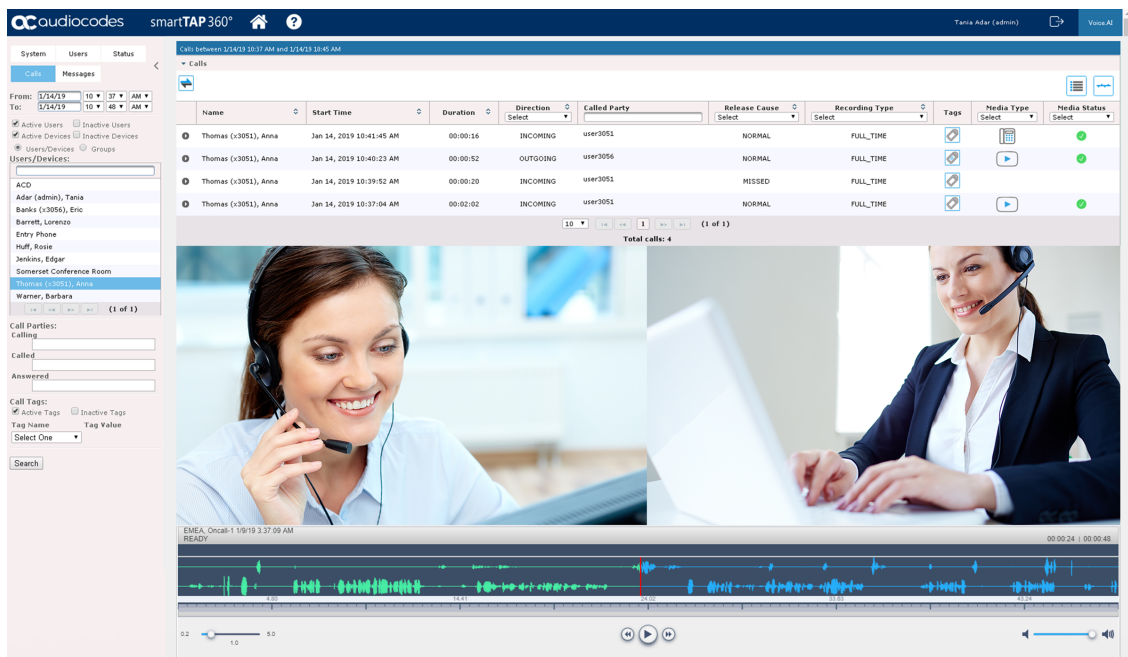 audiocodes smartTAP 360° ? Tania Adar (admin) Voice.AI
System Users Status
Calls Messages
From: 1/14/19 10 37 AM
To: 1/14/19 10 48 AM
Active Users Inactive Users
Active Devices Inactive Devices
Users/Devices Groups
Users/Devices:
ACD
Adar (admin), Tania
Banks (x3056), Eric
Barrett, Lorenzo
Entry Phone
Huff, Rosie
Jenkins, Edgar
Somerset Conference Room
Thomas (x3051), Anna
Warner, Barbara
(1 of 1)
Call Parties:
Calling
Called
Answered
Call Tags:
Active Tags Inactive Tags
Tag Name Tag Value
Select One
Search
Calls between 1/14/19 10:37 AM and 1/14/19 10:45 AM
Calls
Name Start Time Duration Direction Called Party Release Cause Recording Type Tags Media Type Media Status
Select Select Select Select Select
Thomas (x3051), Anna Jan 14, 2019 10:41:45 AM 00:00:16 INCOMING user3051 NORMAL FULL_TIME
Thomas (x3051), Anna Jan 14, 2019 10:40:23 AM 00:00:52 OUTGOING user3056 NORMAL FULL_TIME
Thomas (x3051), Anna Jan 14, 2019 10:39:52 AM 00:00:20 INCOMING user3051 MISSED FULL_TIME
Thomas (x3051), Anna Jan 14, 2019 10:37:04 AM 00:02:02 INCOMING user3051 NORMAL FULL_TIME
10 1 (1 of 1)
Total calls: 4
EMEA, Oncall-1 1/9/19 3:37:09 AM
READY 00:00:24 | 00:00:48
4.80 14.41 24.02 33.63 43.24
0.2 5.0
1.0